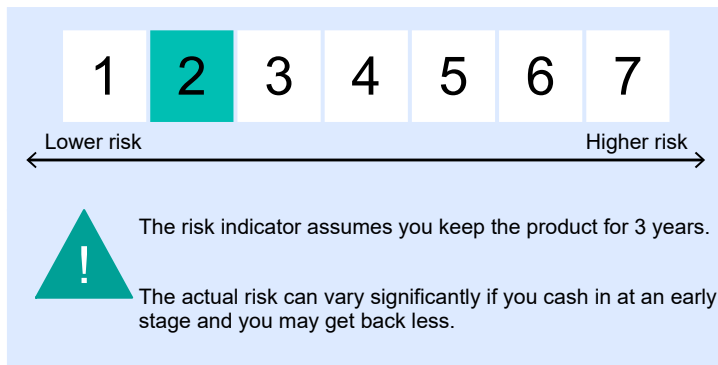 1 2 3 4 5 6 7
Lower risk Higher risk
!
The risk indicator assumes you keep the product for 3 years.
The actual risk can vary significantly if you cash in at an early
stage and you may get back less.